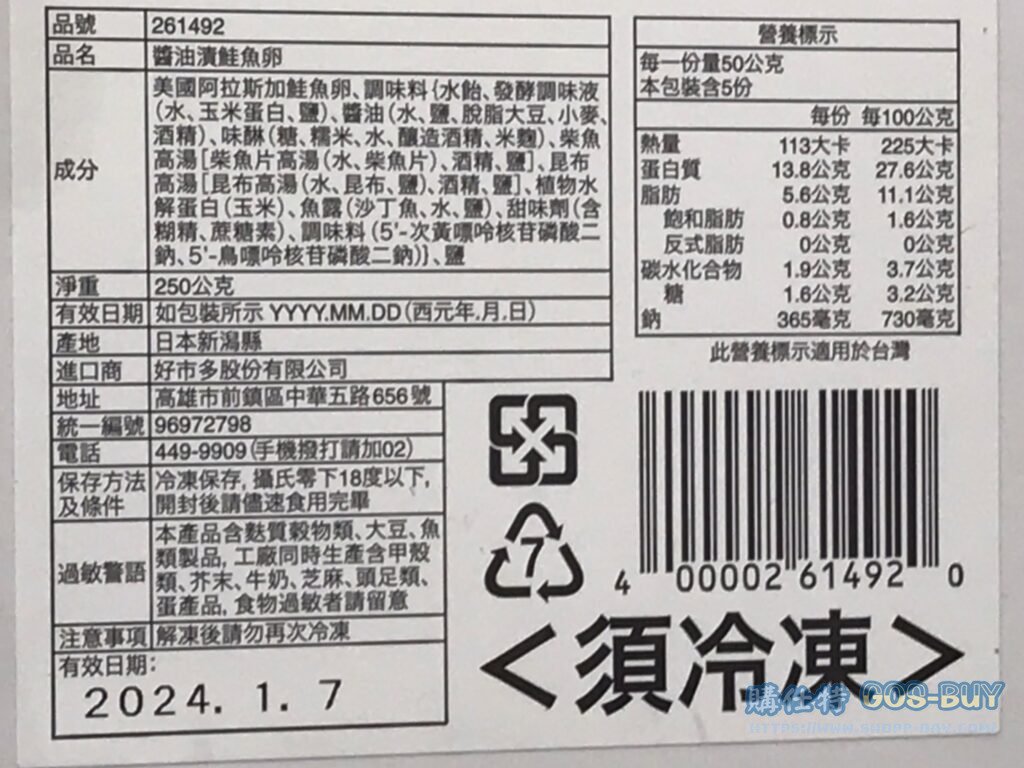 品號 261492
品名 醬油漬鮭魚卵
成分
美國阿拉斯加鮭魚卵、調味料{水飴、發酵調味液
(水、玉米蛋白、鹽)、醬油(水、鹽、脫脂大豆、小麥、
酒精)、味醂(糖、糯米、水、釀造酒精、米麴)、柴魚
高湯[柴魚片高湯(水、柴魚片)、酒精、鹽]、昆布
高湯[昆布高湯(水、昆布、鹽)、酒精、鹽]、植物水
解蛋白(玉米)、魚露(沙丁魚、水、鹽)、甜味劑(含
糊精、蔗糖素)、調味料(5'-次黃嘌呤核苷磷酸二
鈉、5'-鳥嘌呤核苷磷酸二鈉)}、鹽
淨重 250公克
有效日期 如包裝所示 YYYY.MM.DD(西元年.月.日)
產地 日本新潟縣
進口商 好市多股份有限公司
地址 高雄市前鎮區中華五路656號
統一編號 96972798
電話 449-9909(手機撥打請加02)
保存方法
及條件
冷凍保存, 攝氏零下18度以下,
開封後請儘速食用完畢
過敏警語
本產品含麩質穀物類、大豆、魚
類製品, 工廠同時生產含甲殼
類、芥末、牛奶、芝麻、頭足類、
蛋產品, 食物過敏者請留意
注意事項 解凍後請勿再次冷凍
有效日期:
2024. 1. 7
營養標示
每一份量50公克
本包裝含5份
每份 每100公克
熱量 113大卡 225大卡
蛋白質 13.8公克 27.6公克
脂肪 5.6公克 11.1公克
飽和脂肪 0.8公克 1.6公克
反式脂肪 0公克 0公克
碳水化合物 1.9公克 3.7公克
糖 1.6公克 3.2公克
鈉 365毫克 730毫克
此營養標示適用於台灣
7
4 00002 61492 0
<須冷凍>
購任特 GOS-BUY